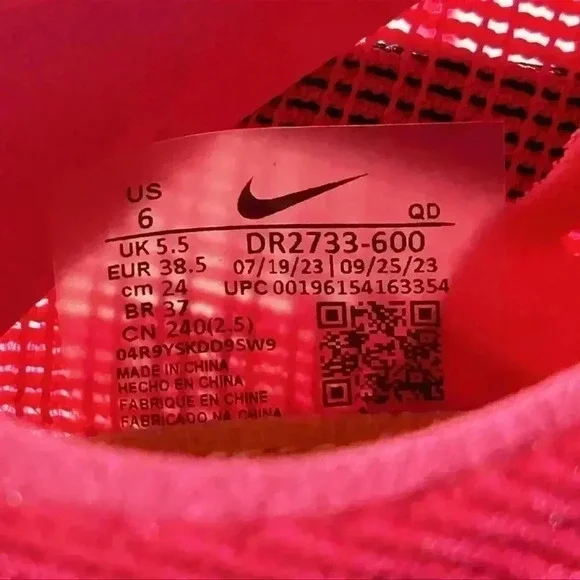 US
6
QD
UK 5.5
EUR 38.5
cm 24
BR 37
CN 240(2.5)
04R9YSKDD9SW9
MADE IN CHINA
HECHO EN CHINA
FABRIQUE EN CHINE
FABRICADO NA CHINA
DR2733-600
07/19/23 | 09/25/23
UPC 00196154163354